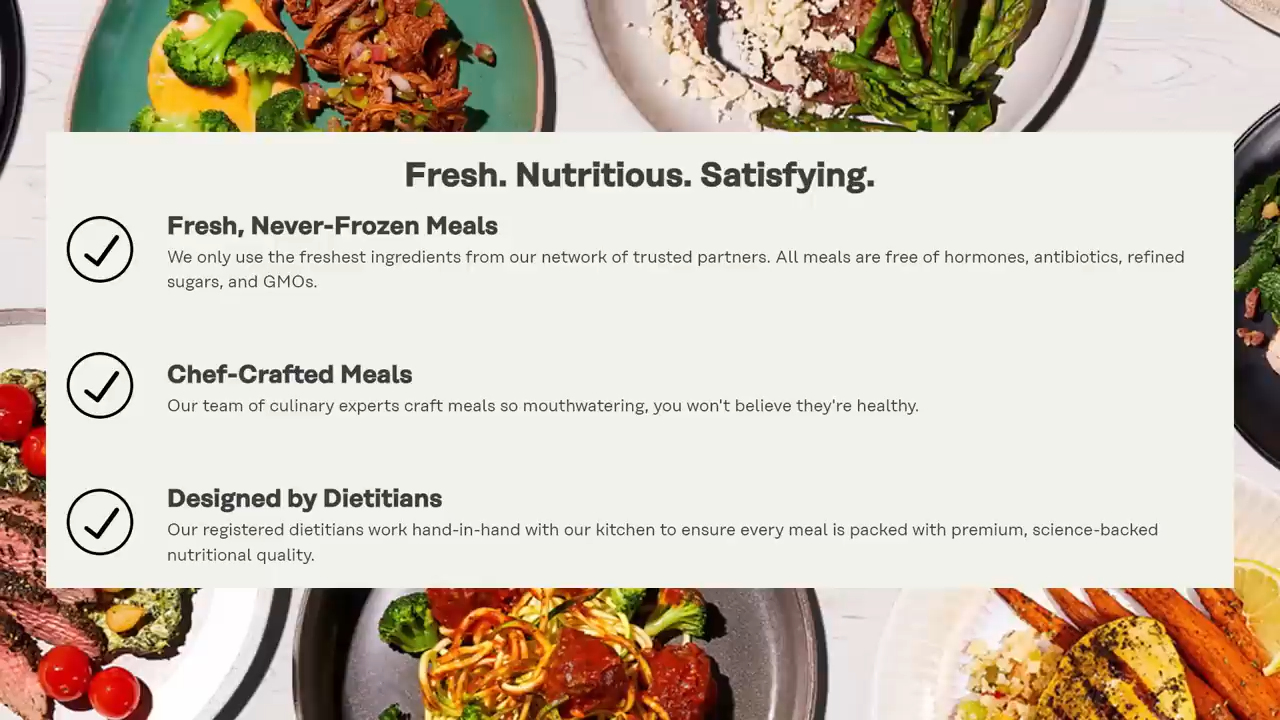 Fresh. Nutritious. Satisfying.
Fresh, Never-Frozen Meals
We only use the freshest ingredients from our network of trusted partners. All meals are free of hormones, antibiotics, refined
sugars, and GMOs.
Chef-Crafted Meals
Our team of culinary experts craft meals so mouthwatering, you won't believe they're healthy.
Designed by Dietitians
Our registered dietitians work hand-in-hand with our kitchen to ensure every meal is packed with premium, science-backed
nutritional quality.